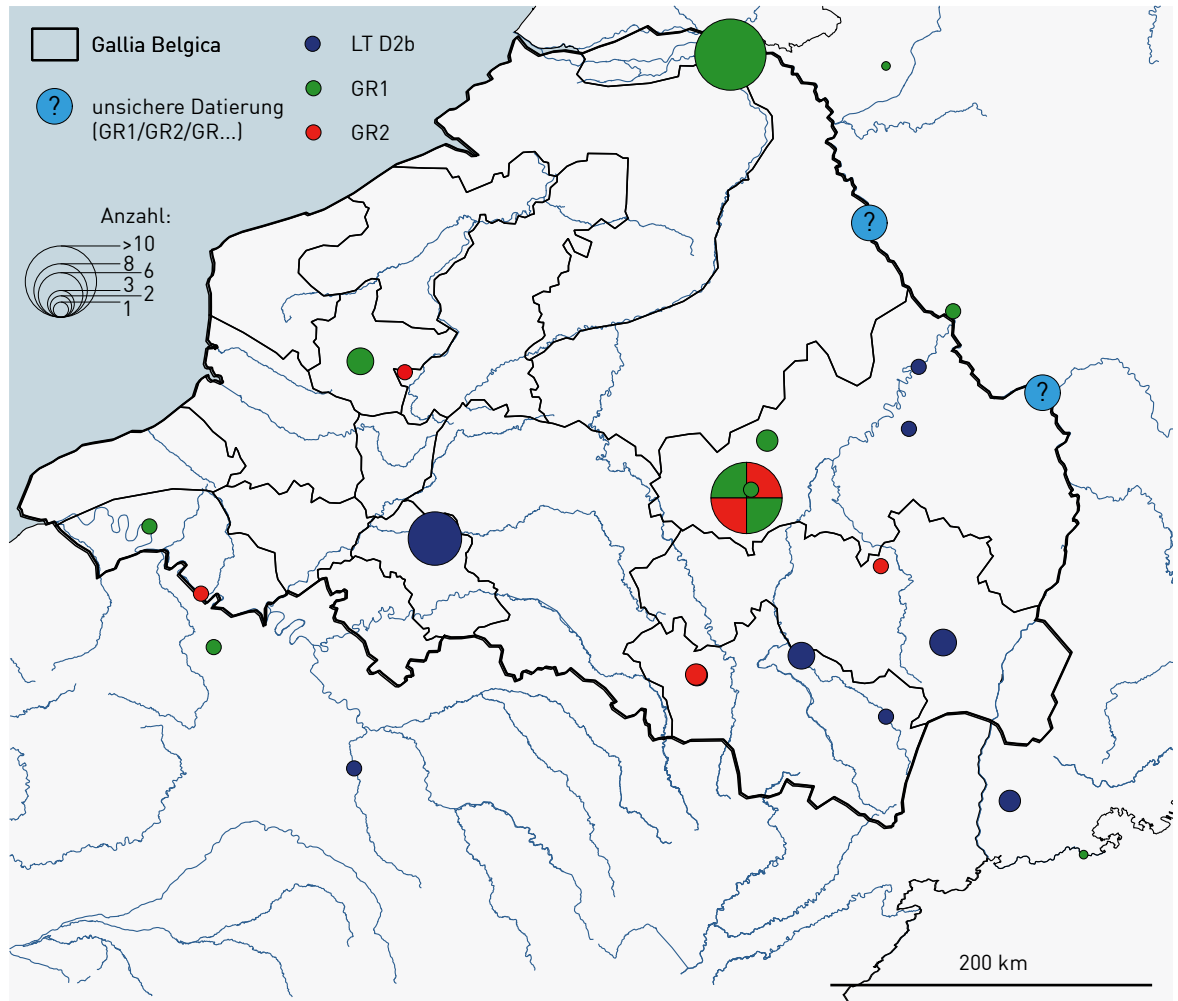 Gallia Belgica
?
unsichere Datierung
(GR1/GR2/GR...)
LT D2b
GR1
GR2
Anzahl:
>10
8
6
3
2
1
?
?
200 km